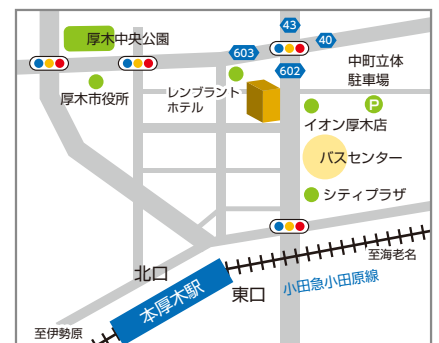 43
40
厚木中央公園
603
602
中町立体
駐車場
厚木市役所
レンブラント
ホテル
P
イオン厚木店
バスセンター
シティプラザ
至海老名
北口
小田急小田原線
東口
本厚木駅
至伊勢原